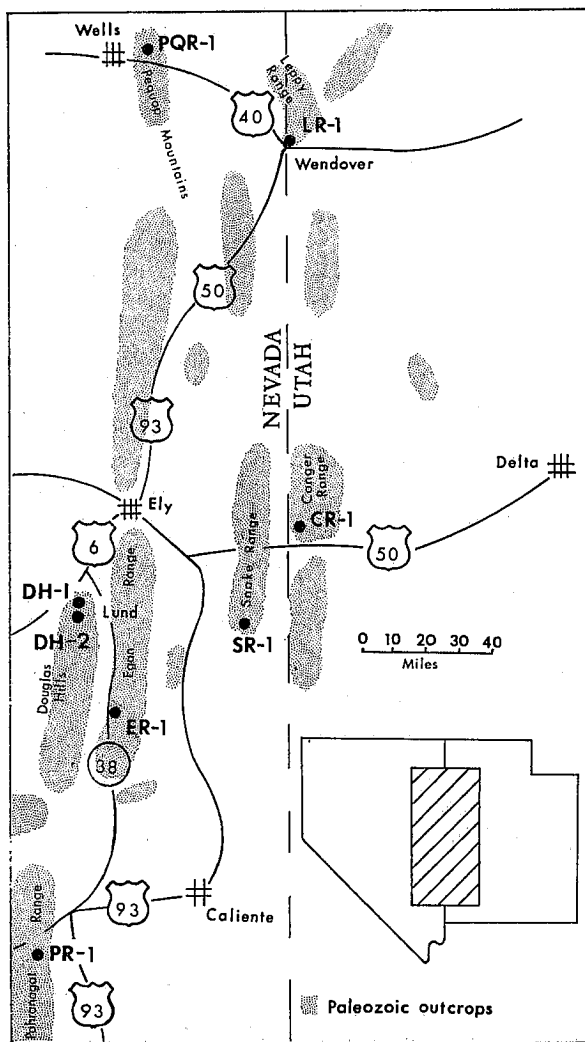 Wells
PQR-1
Pequop
Mountains
Leppy
Range
40
LR-1
Wendover
50
NEVADA
UTAH
93
Delta
Ely
Confger Range
CR-1
6
50
Snake Range
DH-1
Lund
Egan Range
DH-2
SR-1
0 10 20 30 40
Miles
Douglas
Hills
ER-1
38
93
Caliente
Pahranagat Range
PR-1
93
Paleozoic outcrops